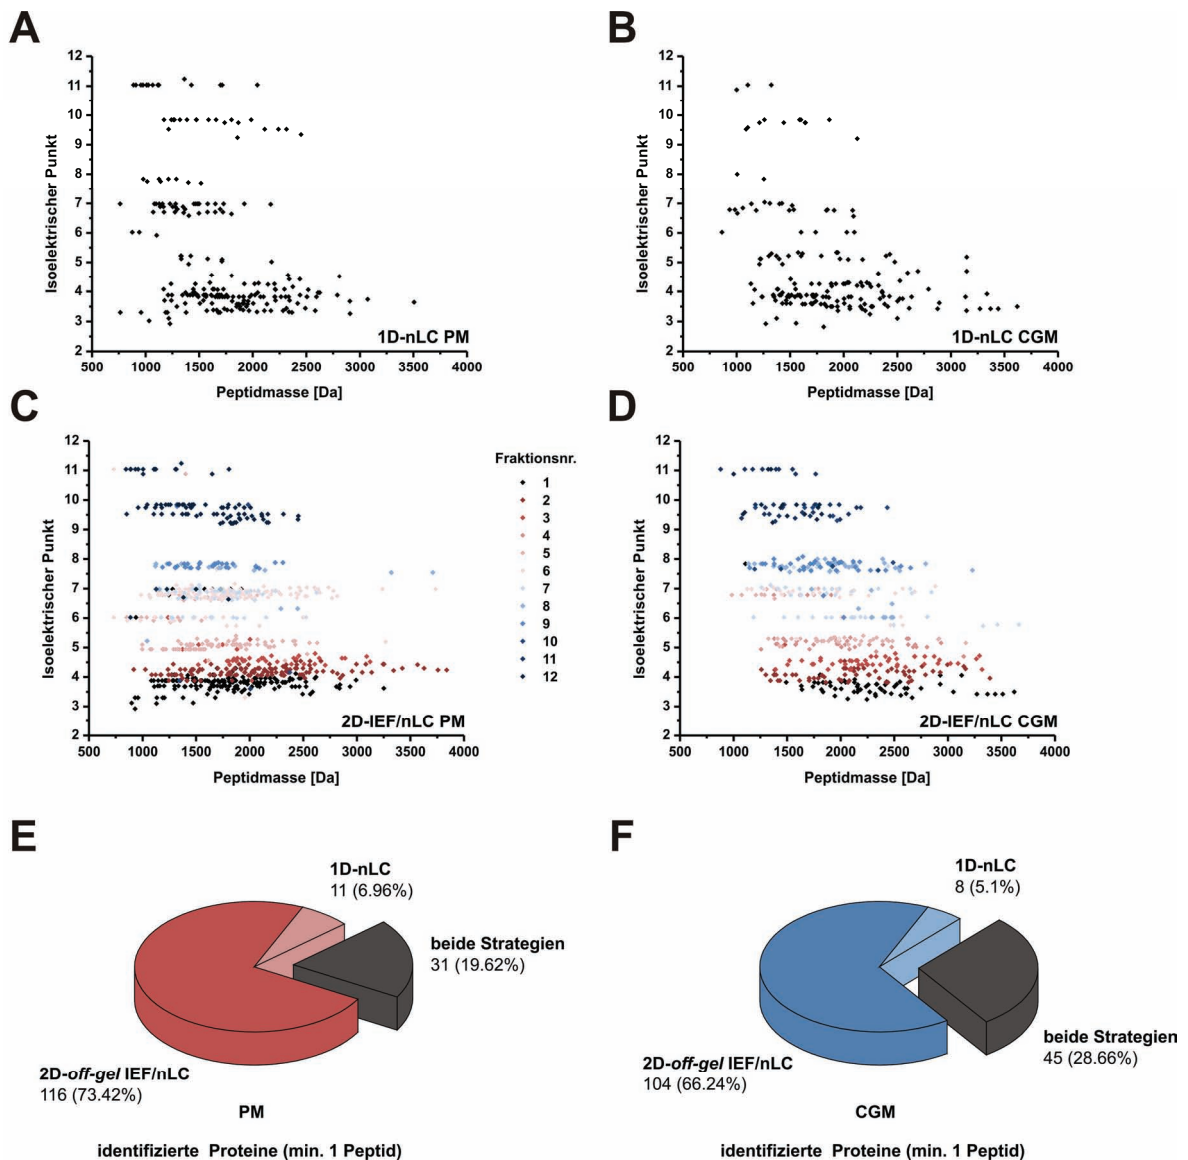 A
B
12
11
10
9
8
7
6
5
4
3
2
Isoelektrischer Punkt
500 1000 1500 2000 2500 3000 3500 4000
Peptidmasse [Da]
1D-nLC PM
12
11
10
9
8
7
6
5
4
3
2
Isoelektrischer Punkt
500 1000 1500 2000 2500 3000 3500 4000
Peptidmasse [Da]
1D-nLC CGM
C
D
12
11
10
9
8
7
6
5
4
3
2
Isoelektrischer Punkt
500 1000 1500 2000 2500 3000 3500 4000
Peptidmasse [Da]
2D-IEF/nLC PM
Fraktionsnr.
1
2
3
4
5
6
7
8
9
10
11
12
12
11
10
9
8
7
6
5
4
3
2
Isoelektrischer Punkt
500 1000 1500 2000 2500 3000 3500 4000
Peptidmasse [Da]
2D-IEF/nLC CGM
E
1D-nLC
11 (6.96%)
beide Strategien
31 (19.62%)
2D-off-gel IEF/nLC
116 (73.42%)
PM
identifizierte Proteine (min. 1 Peptid)
F
1D-nLC
8 (5.1%)
beide Strategien
45 (28.66%)
2D-off-gel IEF/nLC
104 (66.24%)
CGM
identifizierte Proteine (min. 1 Peptid)